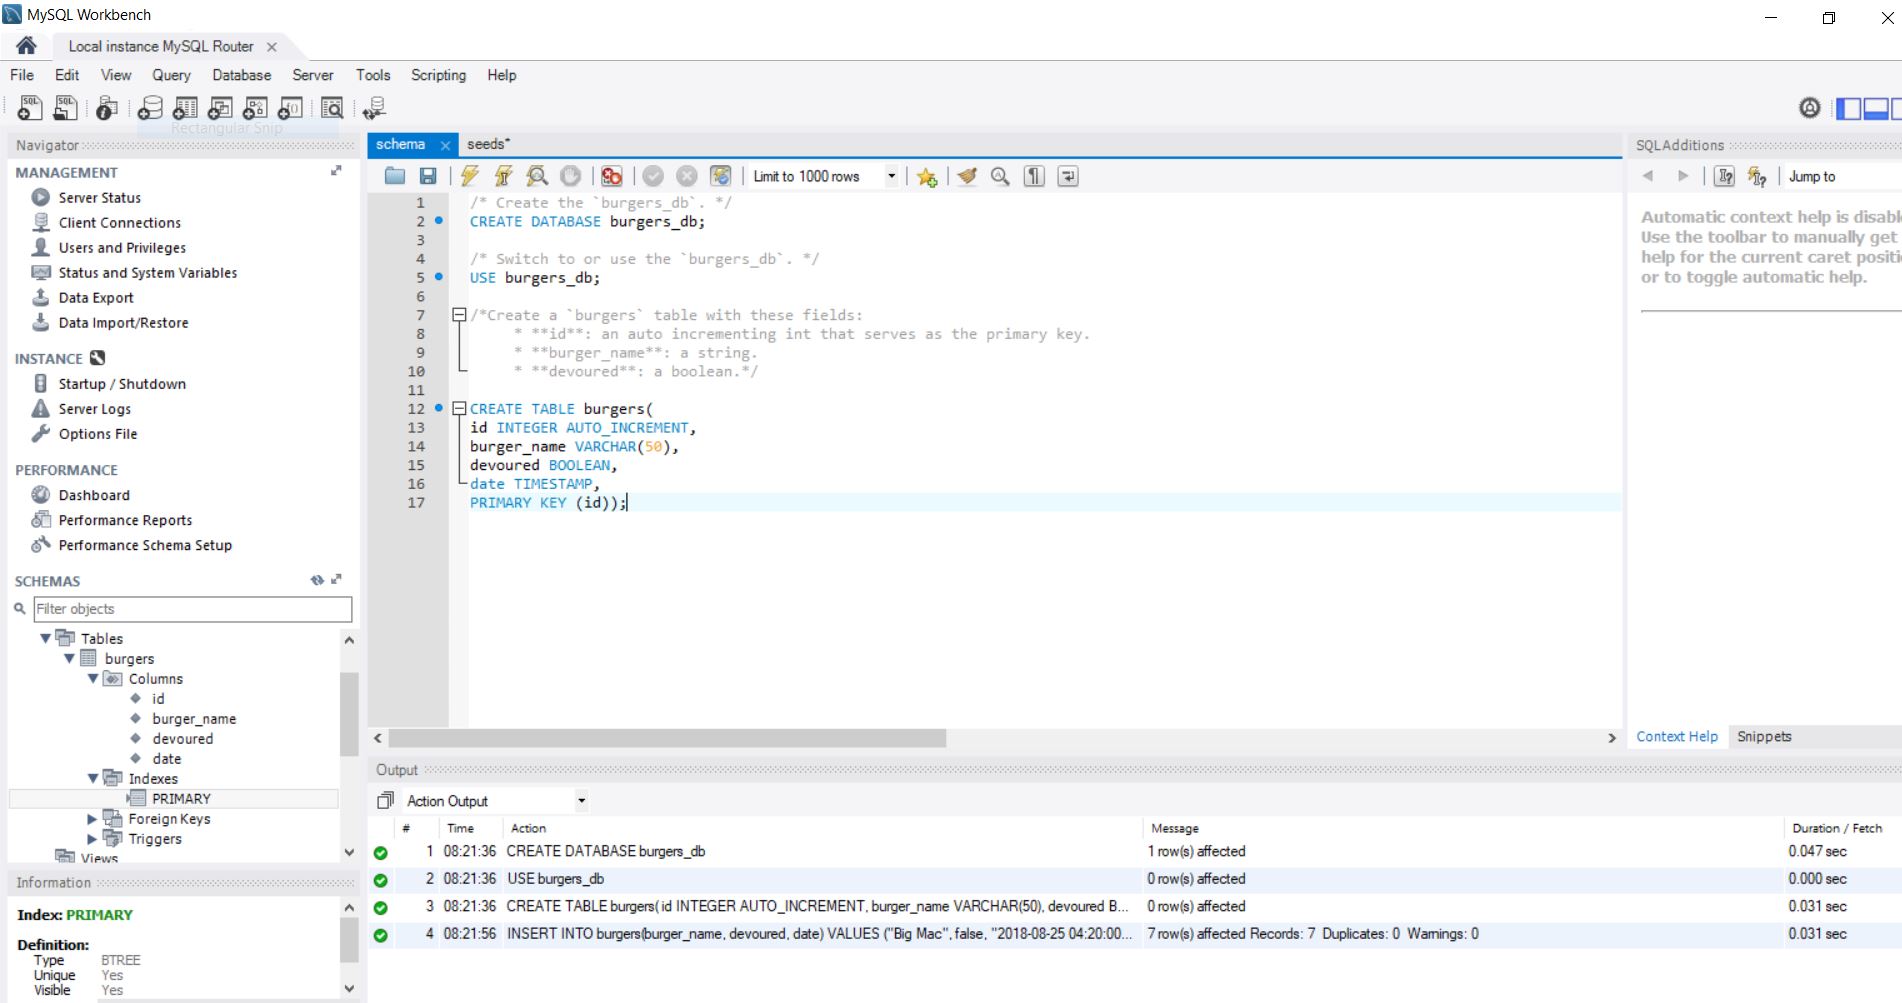 MySQL Workbench
Local instance MySQL Router
File Edit View Query Database Server Tools Scripting Help
Rectangular Snip
Navigator
MANAGEMENT
Server Status
Client Connections
Users and Privileges
Status and System Variables
Data Export
Data Import/Restore
INSTANCE
Startup / Shutdown
Server Logs
Options File
PERFORMANCE
Dashboard
Performance Reports
Performance Schema Setup
SCHEMAS
Filter objects
Tables
burgers
Columns
id
burger_name
devoured
date
Indexes
PRIMARY
Foreign Keys
Triggers
Views
Information
Index: PRIMARY
Definition:
Type BTREE
Unique Yes
Visible Yes
schema seeds*
Limit to 1000 rows
1 /* Create the `burgers_db`. */
2 CREATE DATABASE burgers_db;
3
4 /* Switch to or use the `burgers_db`. */
5 USE burgers_db;
6
7 /*Create a `burgers` table with these fields:
8 * **id**: an auto incrementing int that serves as the primary key.
9 * **burger_name**: a string.
10 * **devoured**: a boolean.*/
11
12 CREATE TABLE burgers(
13 id INTEGER AUTO_INCREMENT,
14 burger_name VARCHAR(50),
15 devoured BOOLEAN,
16 date TIMESTAMP,
17 PRIMARY KEY (id));
SQLAdditions
Jump to
Automatic context help is disabl
Use the toolbar to manually get
help for the current caret positi
or to toggle automatic help.
Context Help Snippets
Output
Action Output
# Time Action Message Duration / Fetch
1 08:21:36 CREATE DATABASE burgers_db 1 row(s) affected 0.047 sec
2 08:21:36 USE burgers_db 0 row(s) affected 0.000 sec
3 08:21:36 CREATE TABLE burgers( id INTEGER AUTO_INCREMENT, burger_name VARCHAR(50), devoured B... 0 row(s) affected 0.031 sec
4 08:21:56 INSERT INTO burgers(burger_name, devoured, date) VALUES ("Big Mac", false, "2018-08-25 04:20:00... 7 row(s) affected Records: 7 Duplicates: 0 Warnings: 0 0.031 sec